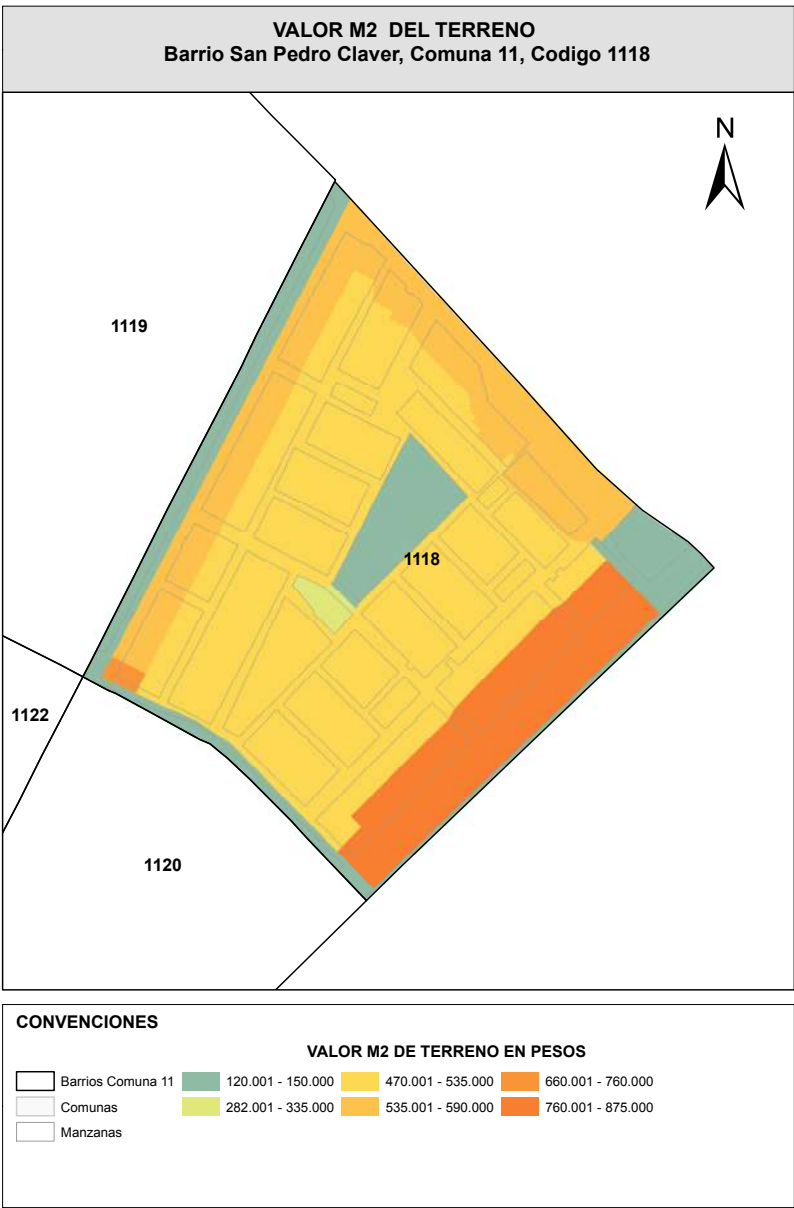 VALOR M2 DEL TERRENO
Barrio San Pedro Claver, Comuna 11, Codigo 1118
N
1119
1118
1122
1120
CONVENCIONES
VALOR M2 DE TERRENO EN PESOS
Barrios Comuna 11 120.001 - 150.000 470.001 - 535.000 660.001 - 760.000
Comunas 282.001 - 335.000 535.001 - 590.000 760.001 - 875.000
Manzanas